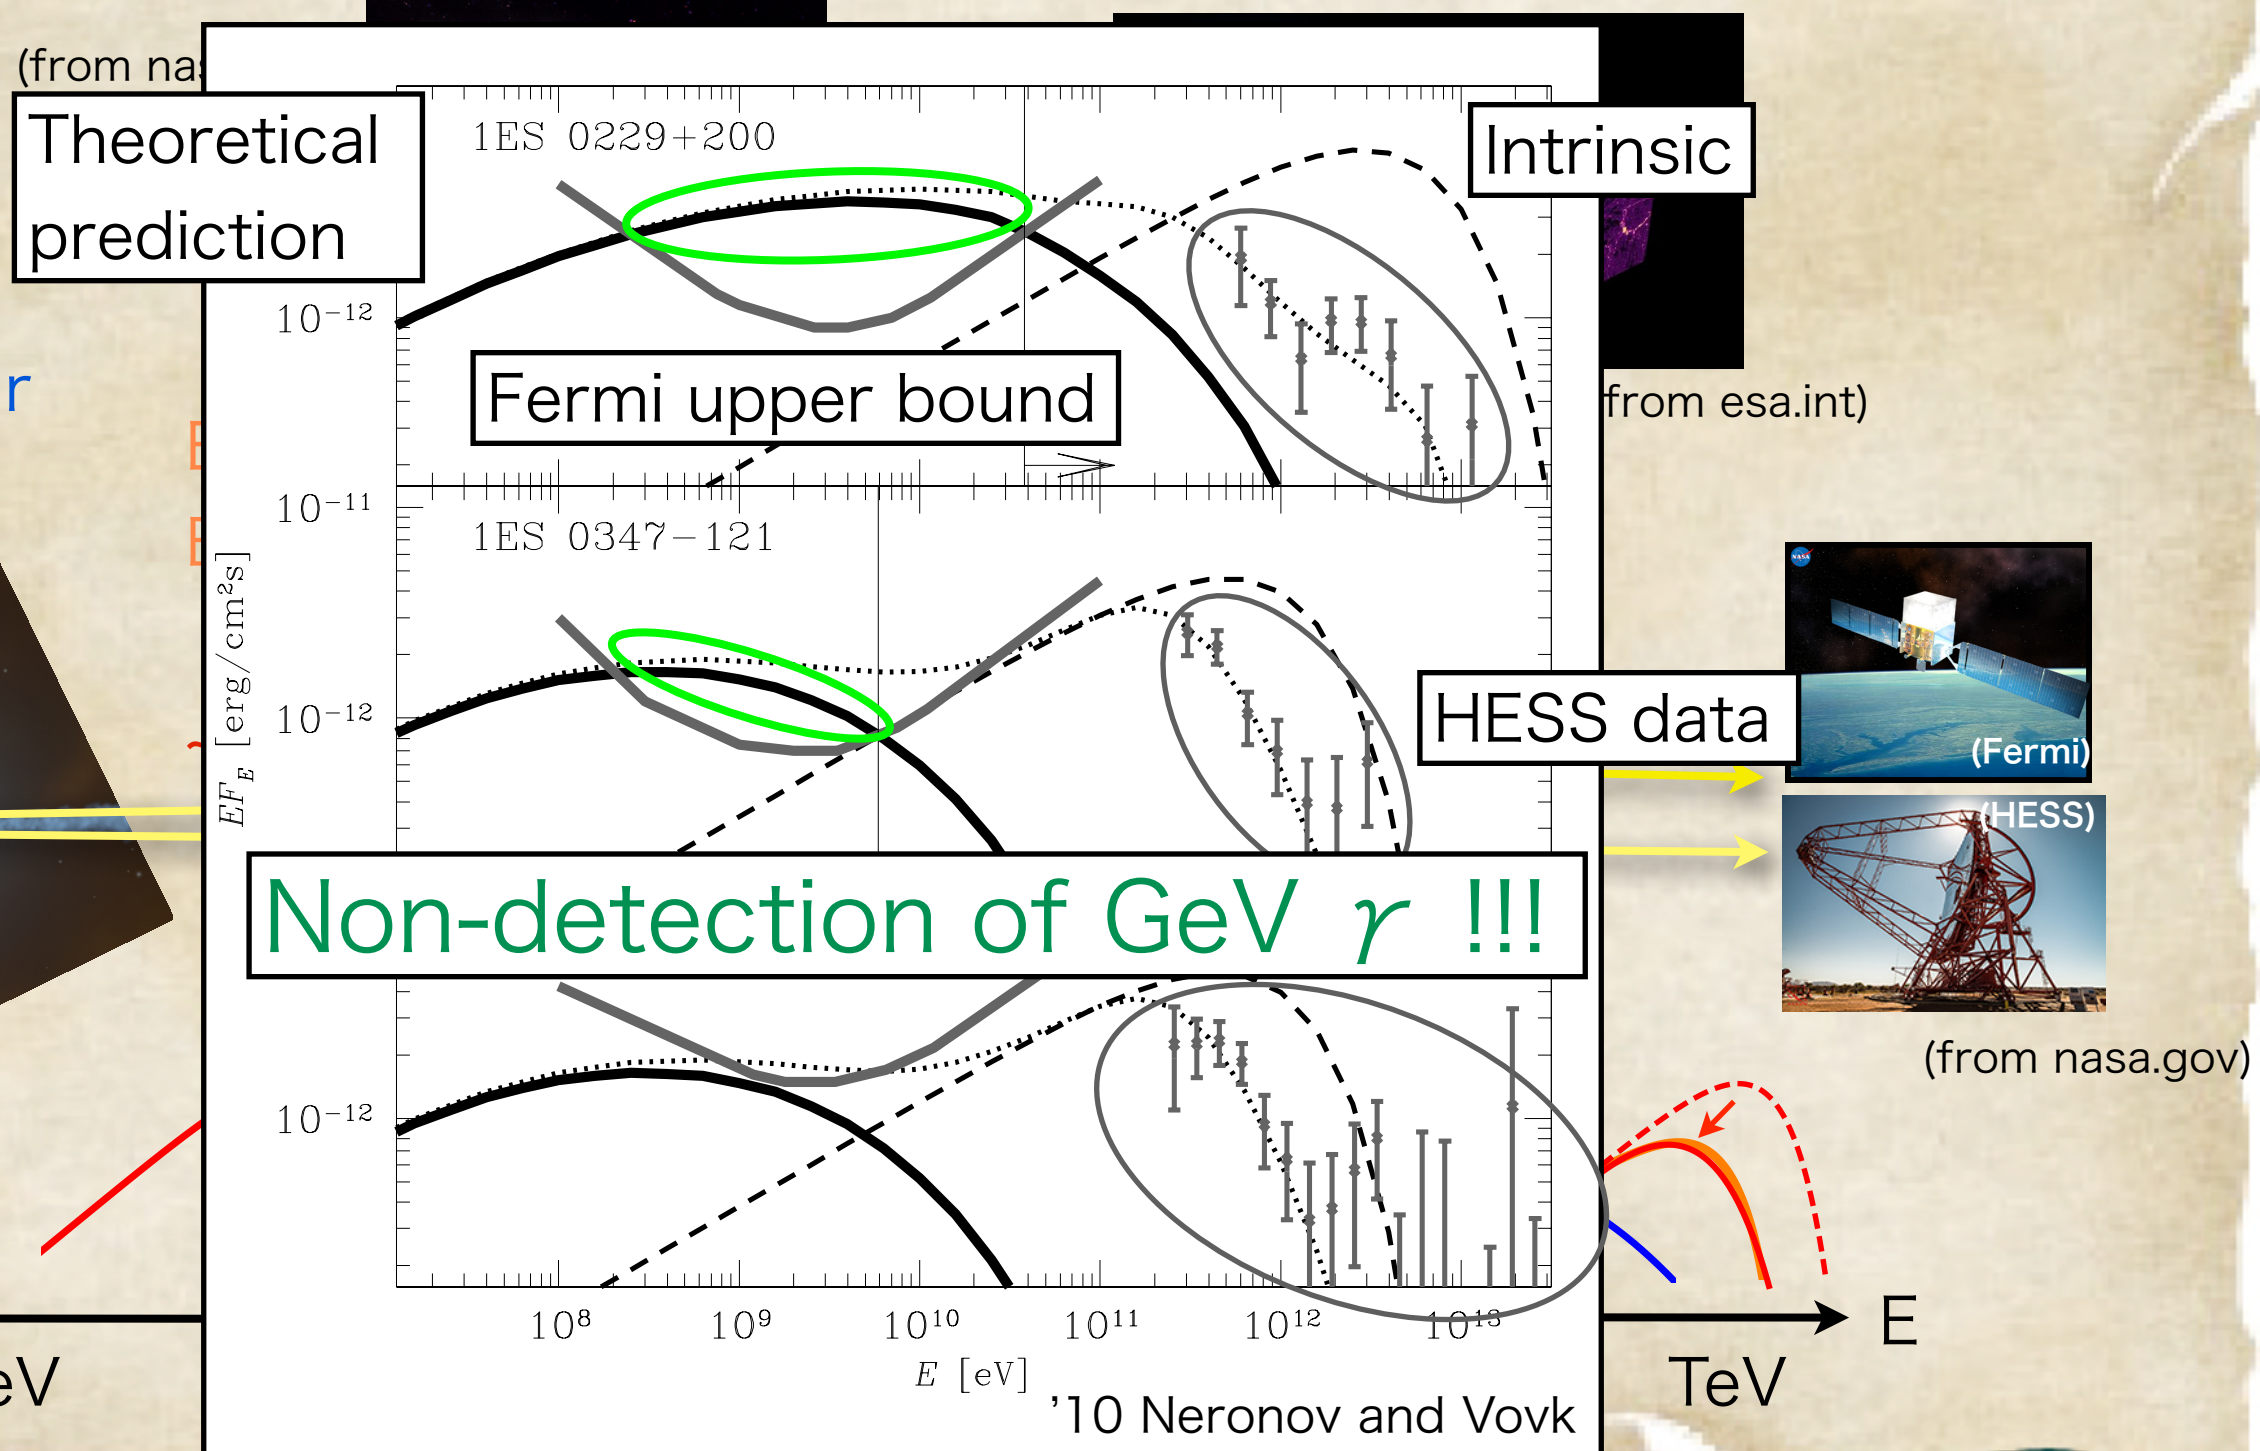 (from nas
Theoretical
prediction
1ES 0229+200
Intrinsic
10⁻¹²
Fermi upper bound
from esa.int)
r
10⁻¹¹
1ES 0347−121
NASA
EF_E [erg/cm²s]
10⁻¹²
HESS data
(Fermi)
(HESS)
Non-detection of GeV γ !!!
(from nasa.gov)
10⁻¹²
10⁸ 10⁹ 10¹⁰ 10¹¹ 10¹² 10¹³
E
E [eV]
eV
TeV
'10 Neronov and Vovk